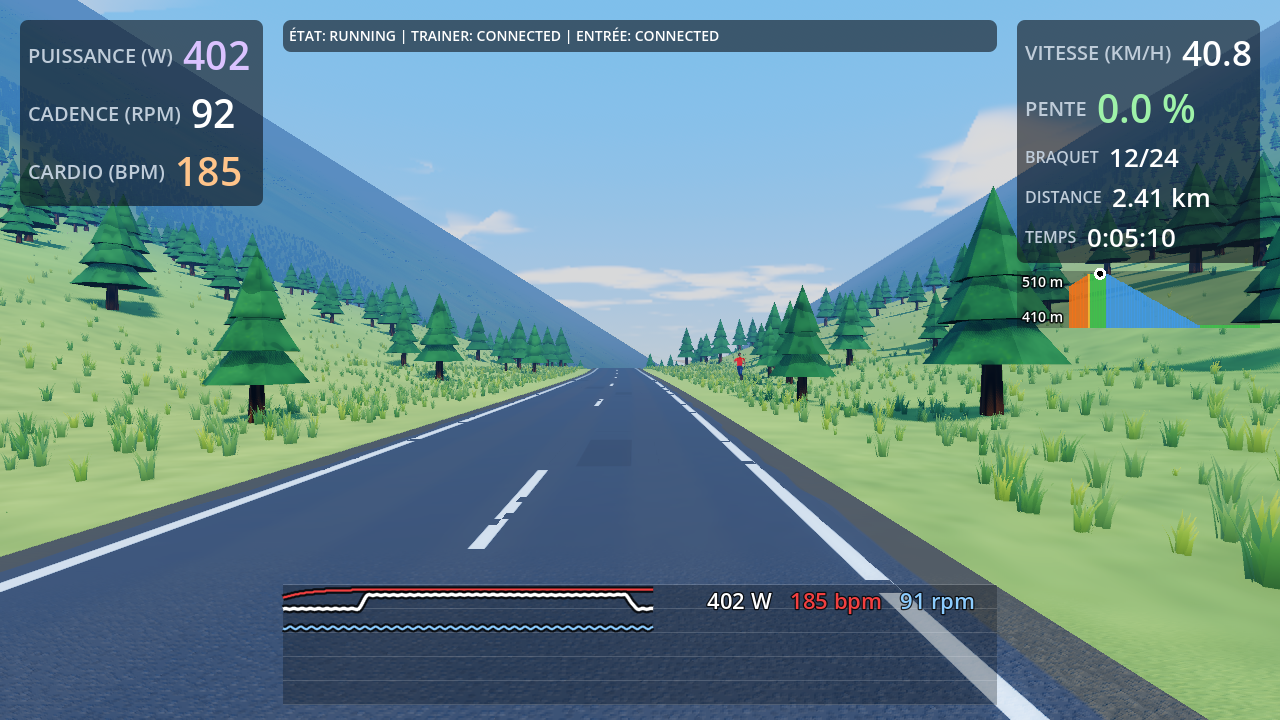 PUISSANCE (W) 402
CADENCE (RPM) 92
CARDIO (BPM) 185
ÉTAT: RUNNING | TRAINER: CONNECTED | ENTRÉE: CONNECTED
VITESSE (KM/H) 40.8
PENTE 0.0 %
BRAQUET 12/24
DISTANCE 2.41 km
TEMPS 0:05:10
510 m
410 m
402 W 185 bpm 91 rpm